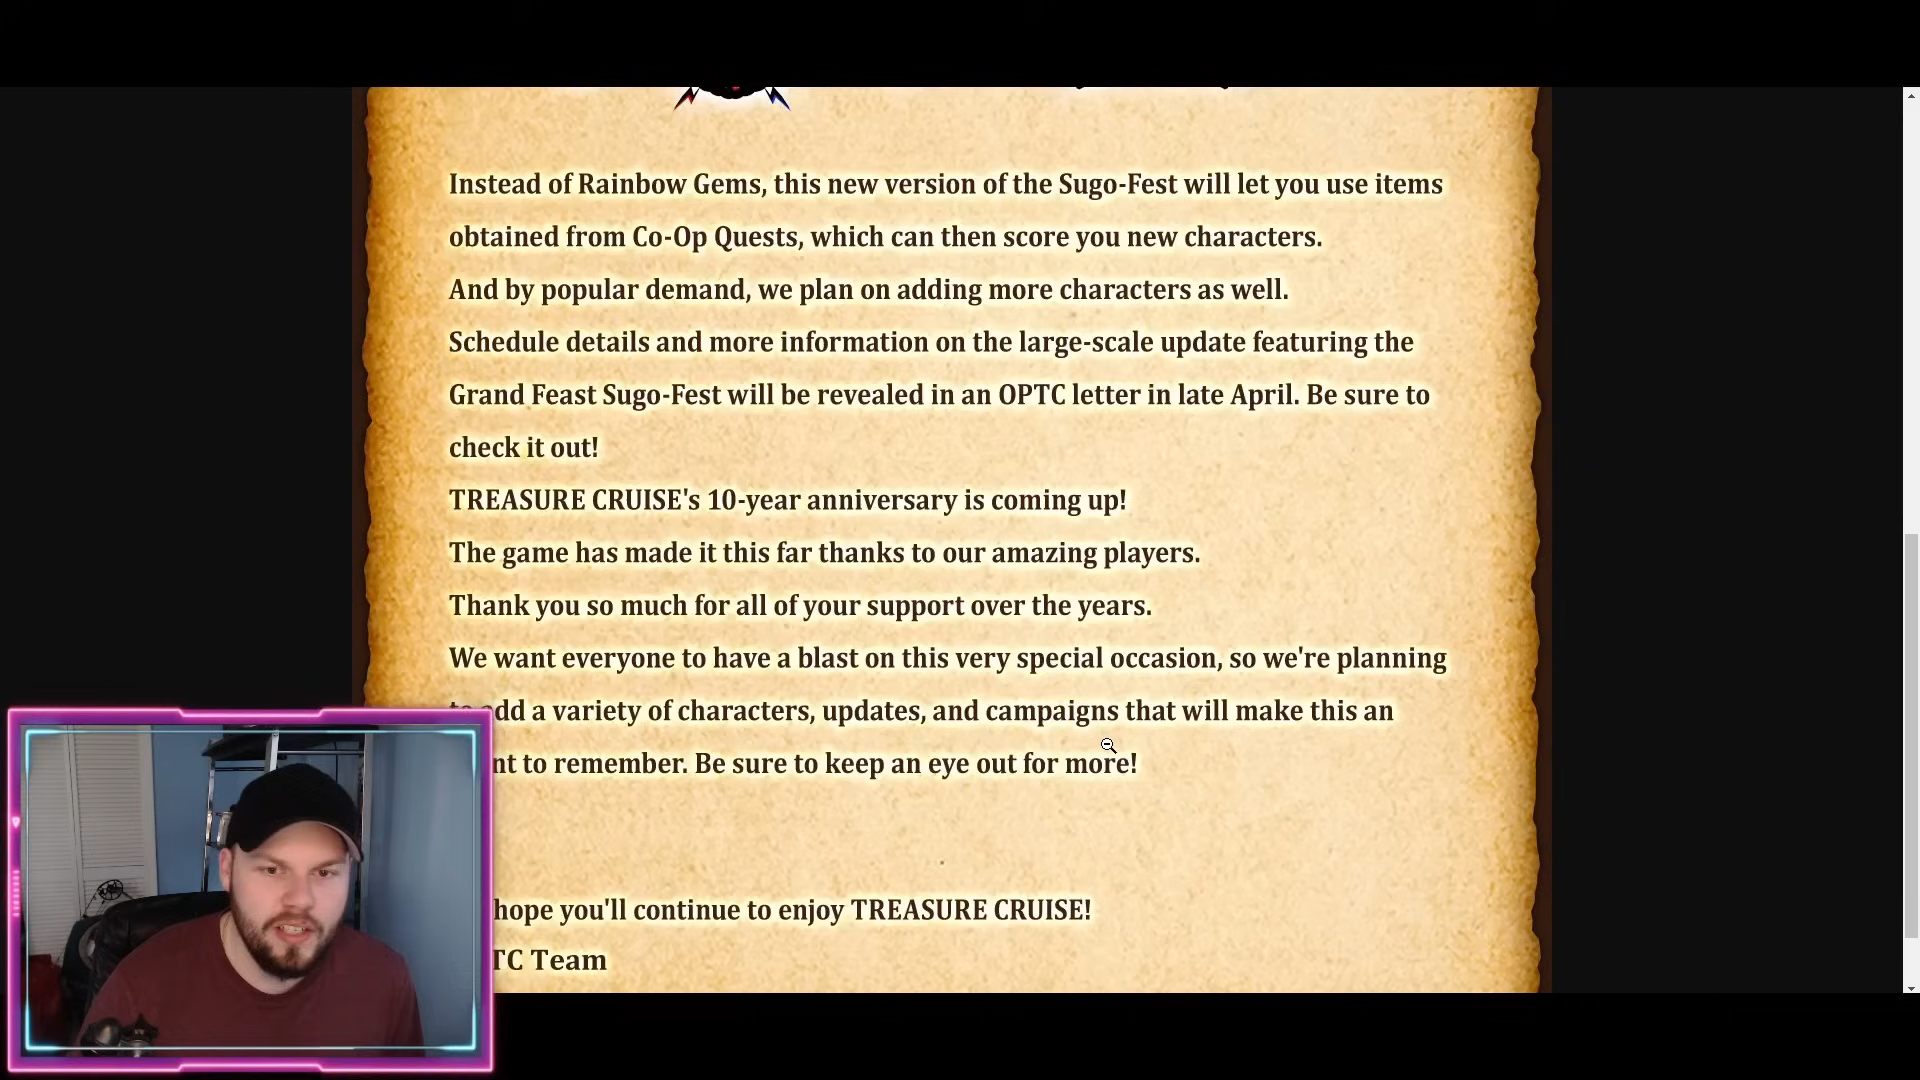 Instead of Rainbow Gems, this new version of the Sugo-Fest will let you use items
obtained from Co-Op Quests, which can then score you new characters.
And by popular demand, we plan on adding more characters as well.
Schedule details and more information on the large-scale update featuring the
Grand Feast Sugo-Fest will be revealed in an OPTC letter in late April. Be sure to
check it out!
TREASURE CRUISE's 10-year anniversary is coming up!
The game has made it this far thanks to our amazing players.
Thank you so much for all of your support over the years.
We want everyone to have a blast on this very special occasion, so we're planning
a variety of characters, updates, and campaigns that will make this an
to remember. Be sure to keep an eye out for more!
hope you'll continue to enjoy TREASURE CRUISE!
Team